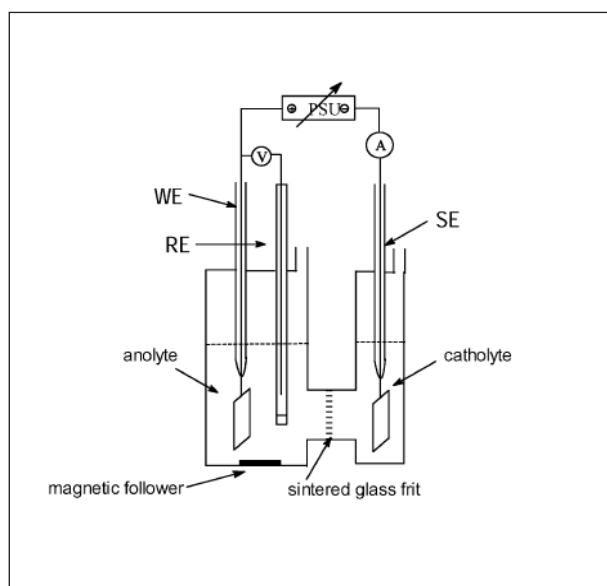 ⊕ PSU ⊖
V
A
WE
SE
RE
anolyte
catholyte
magnetic follower
sintered glass frit